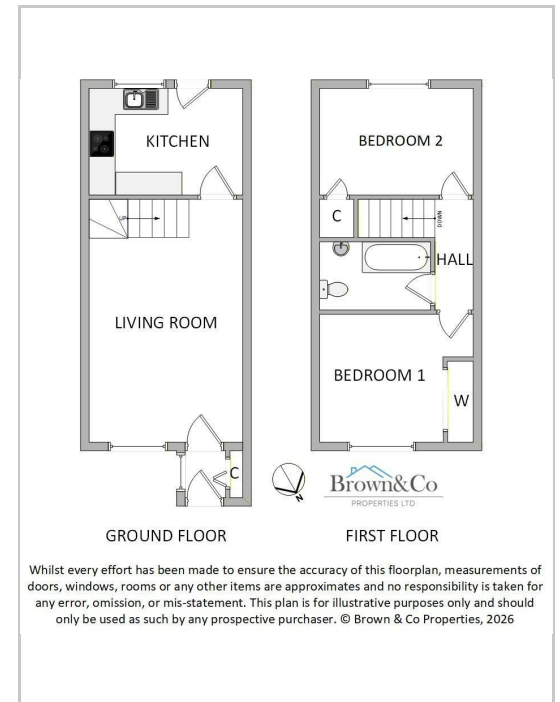 KITCHEN
UP
LIVING ROOM
C
BEDROOM 2
C
DOWN
HALL
BEDROOM 1
W
N
Brown&Co
PROPERTIES LTD
GROUND FLOOR
FIRST FLOOR
Whilst every effort has been made to ensure the accuracy of this floorplan, measurements of
doors, windows, rooms or any other items are approximates and no responsibility is taken for
any error, omission, or mis-statement. This plan is for illustrative purposes only and should
only be used as such by any prospective purchaser. © Brown & Co Properties, 2026